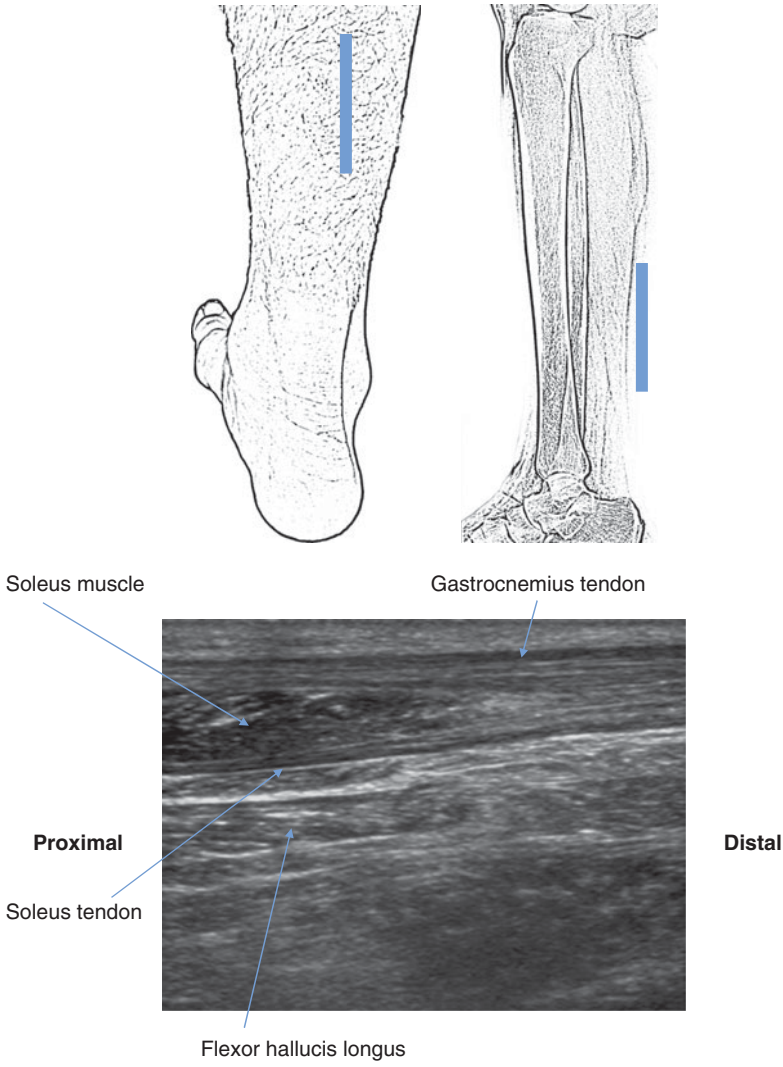 Soleus muscle
Gastrocnemius tendon
Proximal
Distal
Soleus tendon
Flexor hallucis longus